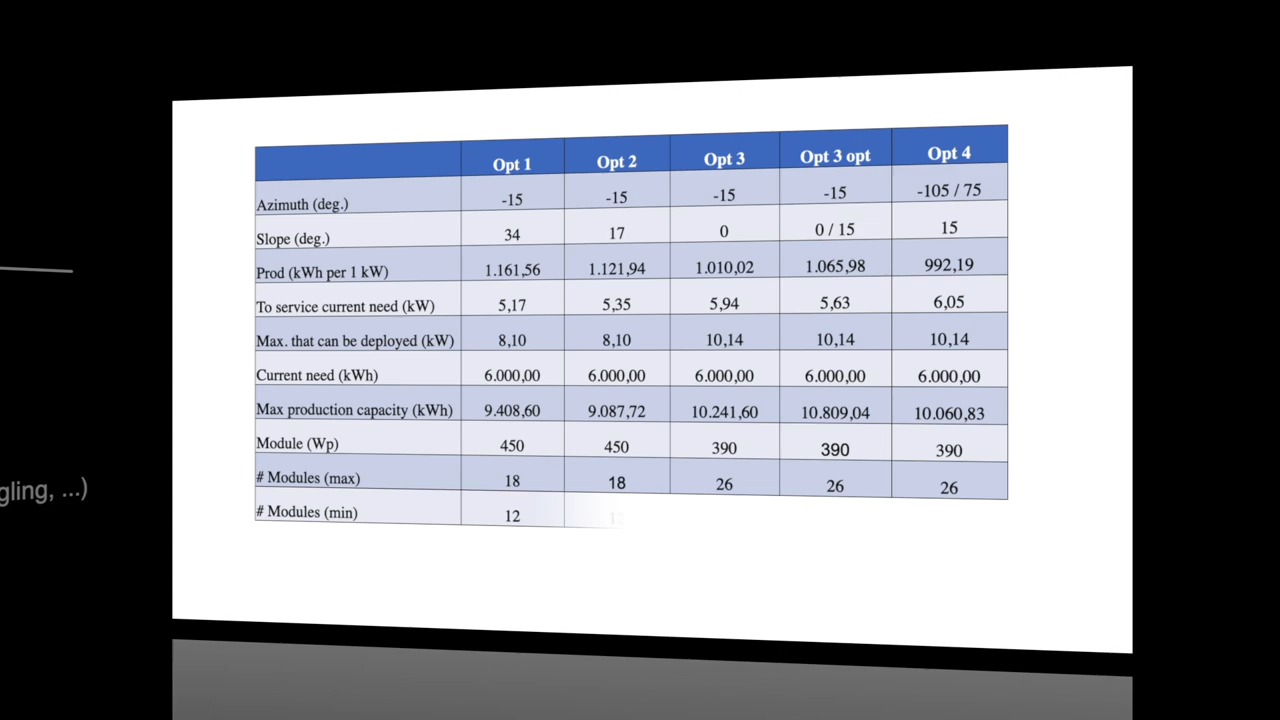 Opt 1 Opt 2 Opt 3 Opt 3 opt Opt 4
Azimuth (deg.) -15 -15 -15 -15 -105 / 75
Slope (deg.) 34 17 0 0 / 15 15
Prod (kWh per 1 kW) 1.161,56 1.121,94 1.010,02 1.065,98 992,19
To service current need (kW) 5,17 5,35 5,94 5,63 6,05
Max. that can be deployed (kW) 8,10 8,10 10,14 10,14 10,14
Current need (kWh) 6.000,00 6.000,00 6.000,00 6.000,00 6.000,00
Max production capacity (kWh) 9.408,60 9.087,72 10.241,60 10.809,04 10.060,83
Module (Wp) 450 450 390 390 390
# Modules (max) 18 18 26 26 26
gling, ...)
# Modules (min) 12